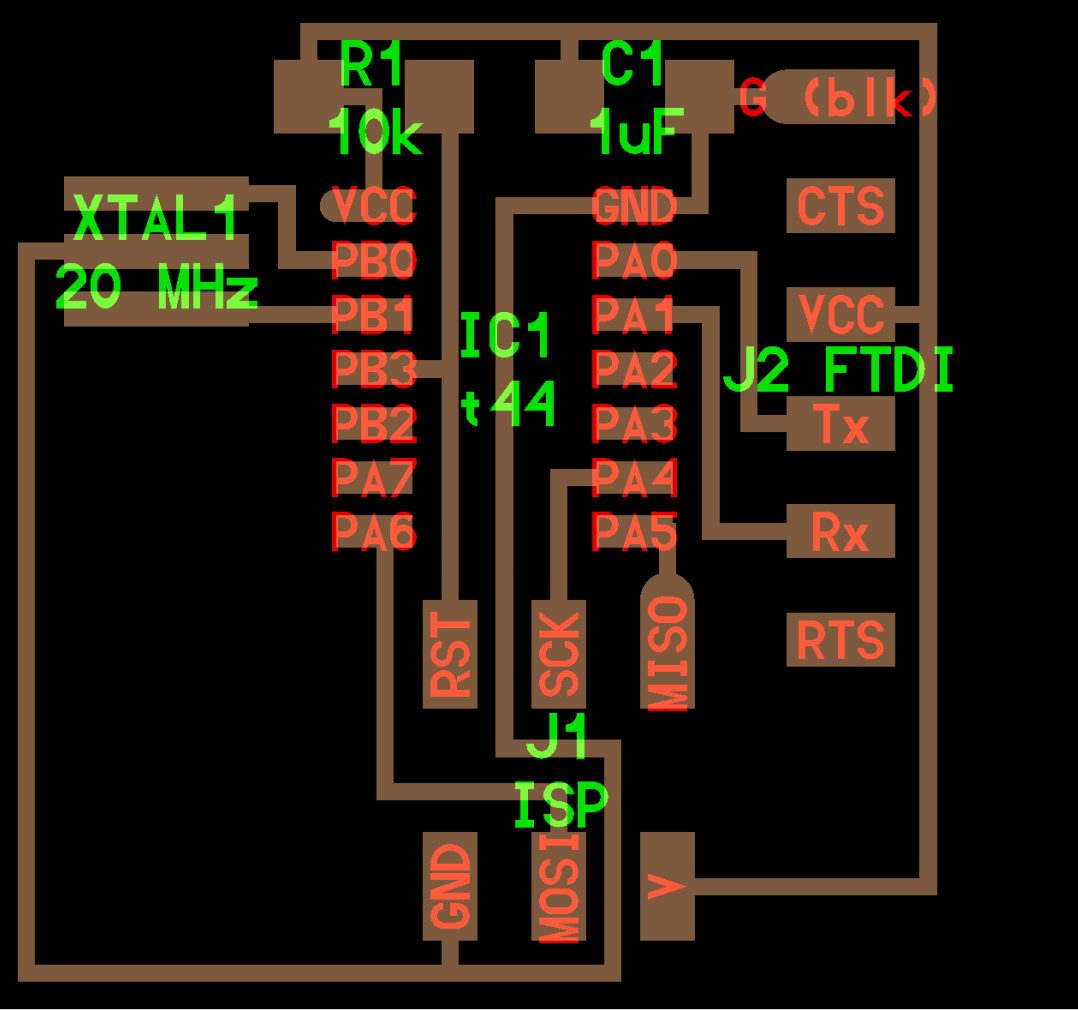 R1
10k
C1
1uF
G (blk)
XTAL1
20 MHz
VCC
PB0
PB1
PB3
PB2
PA7
PA6
IC1
t44
GND
PA0
PA1
PA2
PA3
PA4
PA5
CTS
VCC
J2 FTDI
Tx
Rx
RTS
RST
SCK
MISO
J1
ISP
GND
MOSI
V